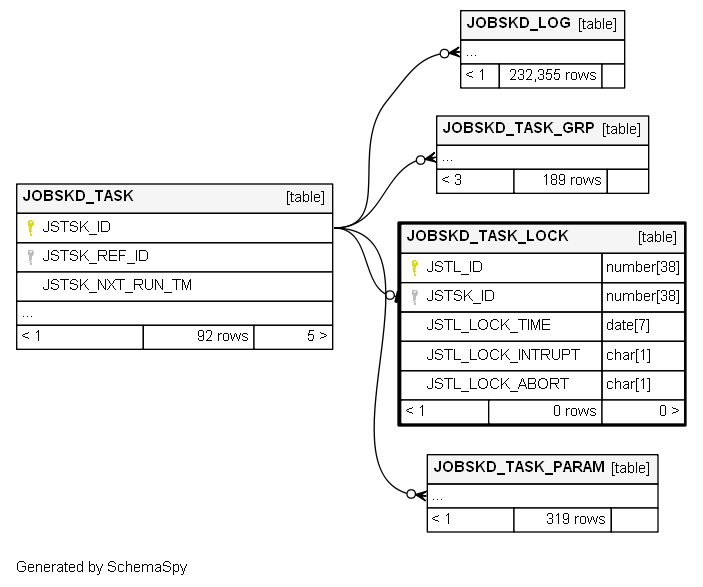 JOBSKD_LOG [table]
...
< 1 232,355 rows
JOBSKD_TASK_GRP [table]
...
< 3 189 rows
JOBSKD_TASK [table]
JSTSK_ID
JSTSK_REF_ID
JSTSK_NXT_RUN_TM
...
< 1 92 rows 5 >
JOBSKD_TASK_LOCK [table]
JSTL_ID number[38]
JSTSK_ID number[38]
JSTL_LOCK_TIME date[7]
JSTL_LOCK_INTRUPT char[1]
JSTL_LOCK_ABORT char[1]
< 1 0 rows 0 >
JOBSKD_TASK_PARAM [table]
...
< 1 319 rows
Generated by SchemaSpy